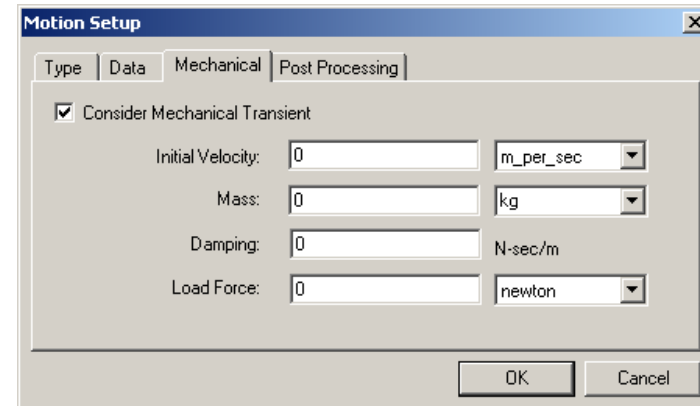 Motion Setup
Type Data Mechanical Post Processing
Consider Mechanical Transient
Initial Velocity: 0 m_per_sec
Mass: 0 kg
Damping: 0 N-sec/m
Load Force: 0 newton
OK Cancel